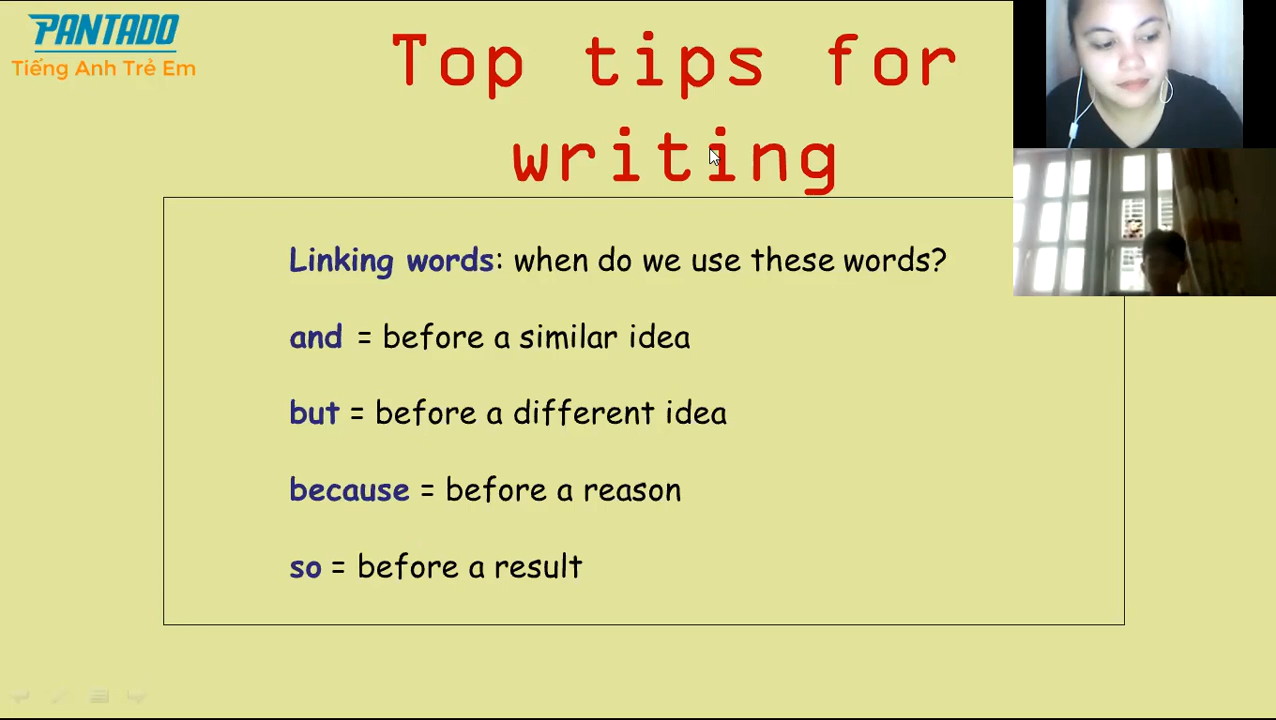 PANTADO
Tiếng Anh Trẻ Em
Top tips for
writing
Linking words: when do we use these words?
and = before a similar idea
but = before a different idea
because = before a reason
so = before a result